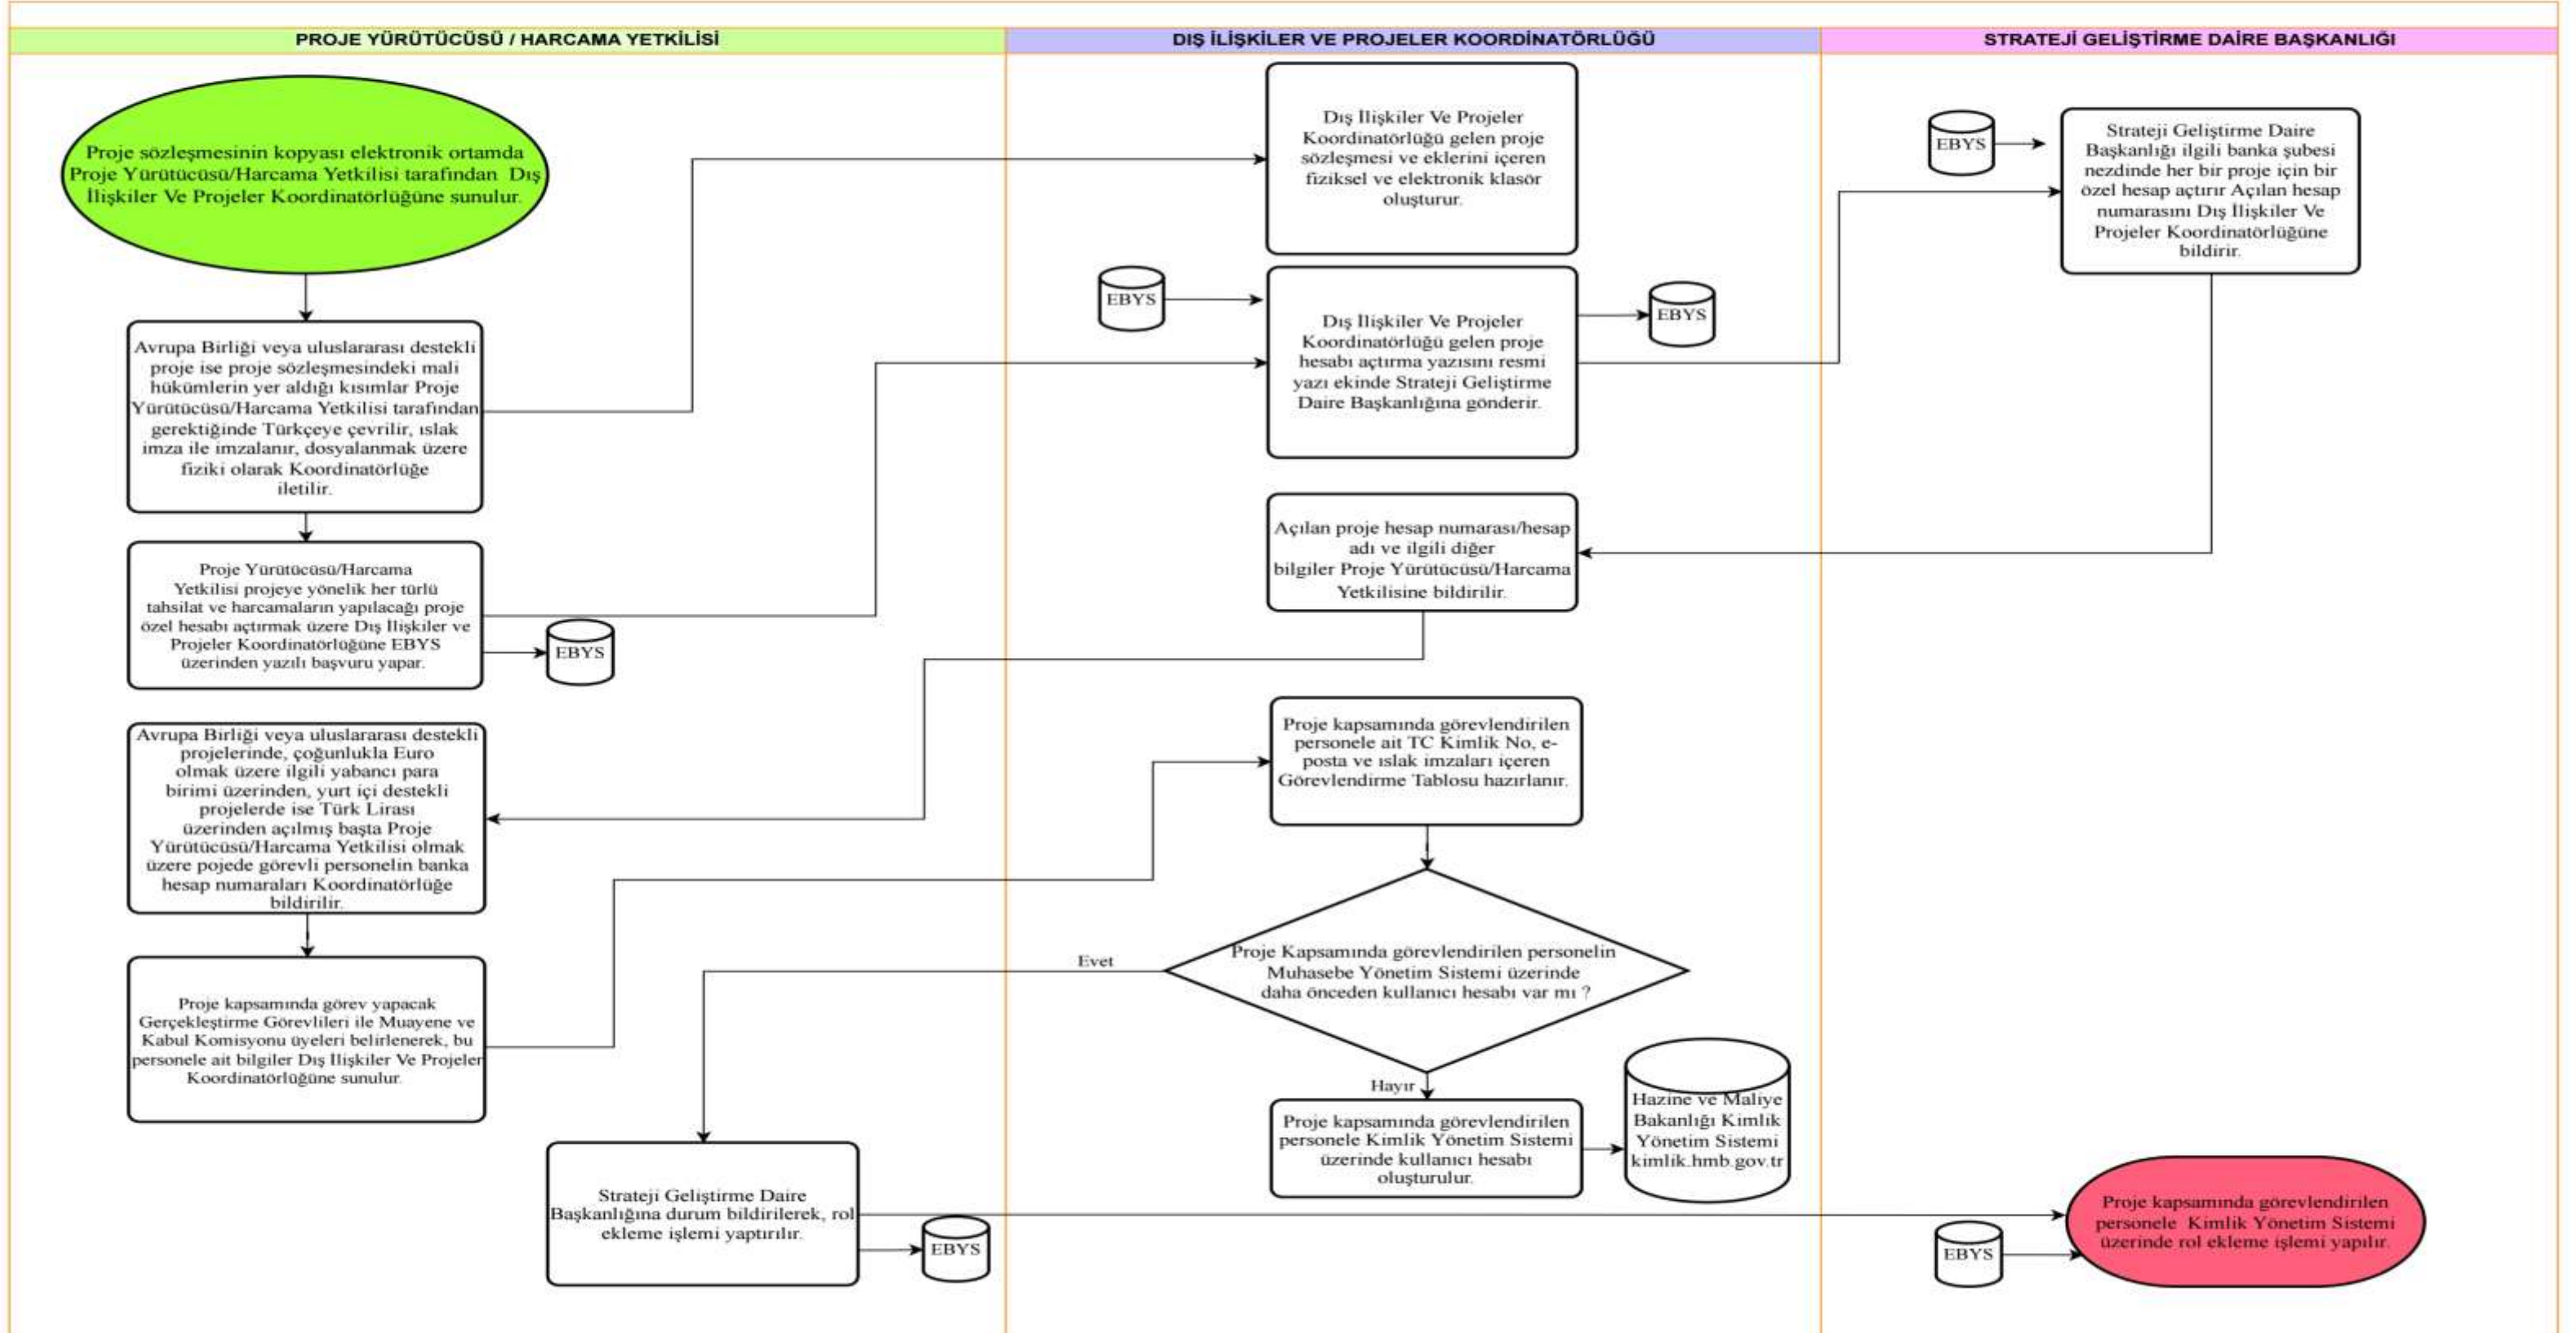 PROJE YÜRÜTÜCÜSÜ / HARCAMA YETKİLİSİ
DIŞ İLİŞKİLER VE PROJELER KOORDİNATÖRLÜĞÜ
STRATEJİ GELİŞTİRME DAİRE BAŞKANLIĞI
Proje sözleşmesinin kopyası elektronik ortamda
Proje Yürütücüsü/Harcama Yetkilisi tarafından Dış
İlişkiler Ve Projeler Koordinatörlüğüne sunulur.
Avrupa Birliği veya uluslararası destekli
proje ise proje sözleşmesindeki mali
hükümlerin yer aldığı kısımlar Proje
Yürütücüsü/Harcama Yetkilisi tarafından
gerektiğinde Türkçeye çevrilir, ıslak
imza ile imzalanır, dosyalanmak üzere
fiziki olarak Koordinatörlüğe
iletilir.
Proje Yürütücüsü/Harcama
Yetkilisi projeye yönelik her türlü
tahsilat ve harcamaların yapılacağı proje
özel hesabı açtırmak üzere Dış İlişkiler ve
Projeler Koordinatörlüğüne EBYS
üzerinden yazılı başvuru yapar.
EBYS
Avrupa Birliği veya uluslararası destekli
projelerinde, çoğunlukla Euro
olmak üzere ilgili yabancı para
birimi üzerinden, yurt içi destekli
projelerde ise Türk Lirası
üzerinden açılmış başta Proje
Yürütücüsü/Harcama Yetkilisi olmak
üzere pojede görevli personelin banka
hesap numaraları Koordinatörlüğe
bildirilir.
Proje kapsamında görev yapacak
Gerçekleştirme Görevlileri ile Muayene ve
Kabul Komisyonu üyeleri belirlenerek, bu
personele ait bilgiler Dış İlişkiler Ve Projeler
Koordinatörlüğüne sunulur.
Strateji Geliştirme Daire
Başkanlığına durum bildirilerek, rol
ekleme işlemi yaptırılır.
EBYS
Dış İlişkiler Ve Projeler
Koordinatörlüğü gelen proje
sözleşmesi ve eklerini içeren
fiziksel ve elektronik klasör
oluşturur.
EBYS
Dış İlişkiler Ve Projeler
Koordinatörlüğü gelen proje
hesabı açtırma yazısını resmi
yazı ekinde Strateji Geliştirme
Daire Başkanlığına gönderir.
EBYS
Açılan proje hesap numarası/hesap
adı ve ilgili diğer
bilgiler Proje Yürütücüsü/Harcama
Yetkilisine bildirilir.
Proje kapsamında görevlendirilen
personele ait TC Kimlik No, e-
posta ve ıslak imzaları içeren
Görevlendirme Tablosu hazırlanır.
Evet
Proje Kapsamında görevlendirilen personelin
Muhasebe Yönetim Sistemi üzerinde
daha önceden kullanıcı hesabı var mı ?
Hayır
Proje kapsamında görevlendirilen
personele Kimlik Yönetim Sistemi
üzerinde kullanıcı hesabı
oluşturulur.
Hazine ve Maliye
Bakanlığı Kimlik
Yönetim Sistemi
kimlik.hmb.gov.tr
EBYS
Strateji Geliştirme Daire
Başkanlığı ilgili banka şubesi
nezdinde her bir proje için bir
özel hesap açtırır Açılan hesap
numarasını Dış İlişkiler Ve
Projeler Koordinatörlüğüne
bildirir.
EBYS
Proje kapsamında görevlendirilen
personele Kimlik Yönetim Sistemi
üzerinde rol ekleme işlemi yapılır.